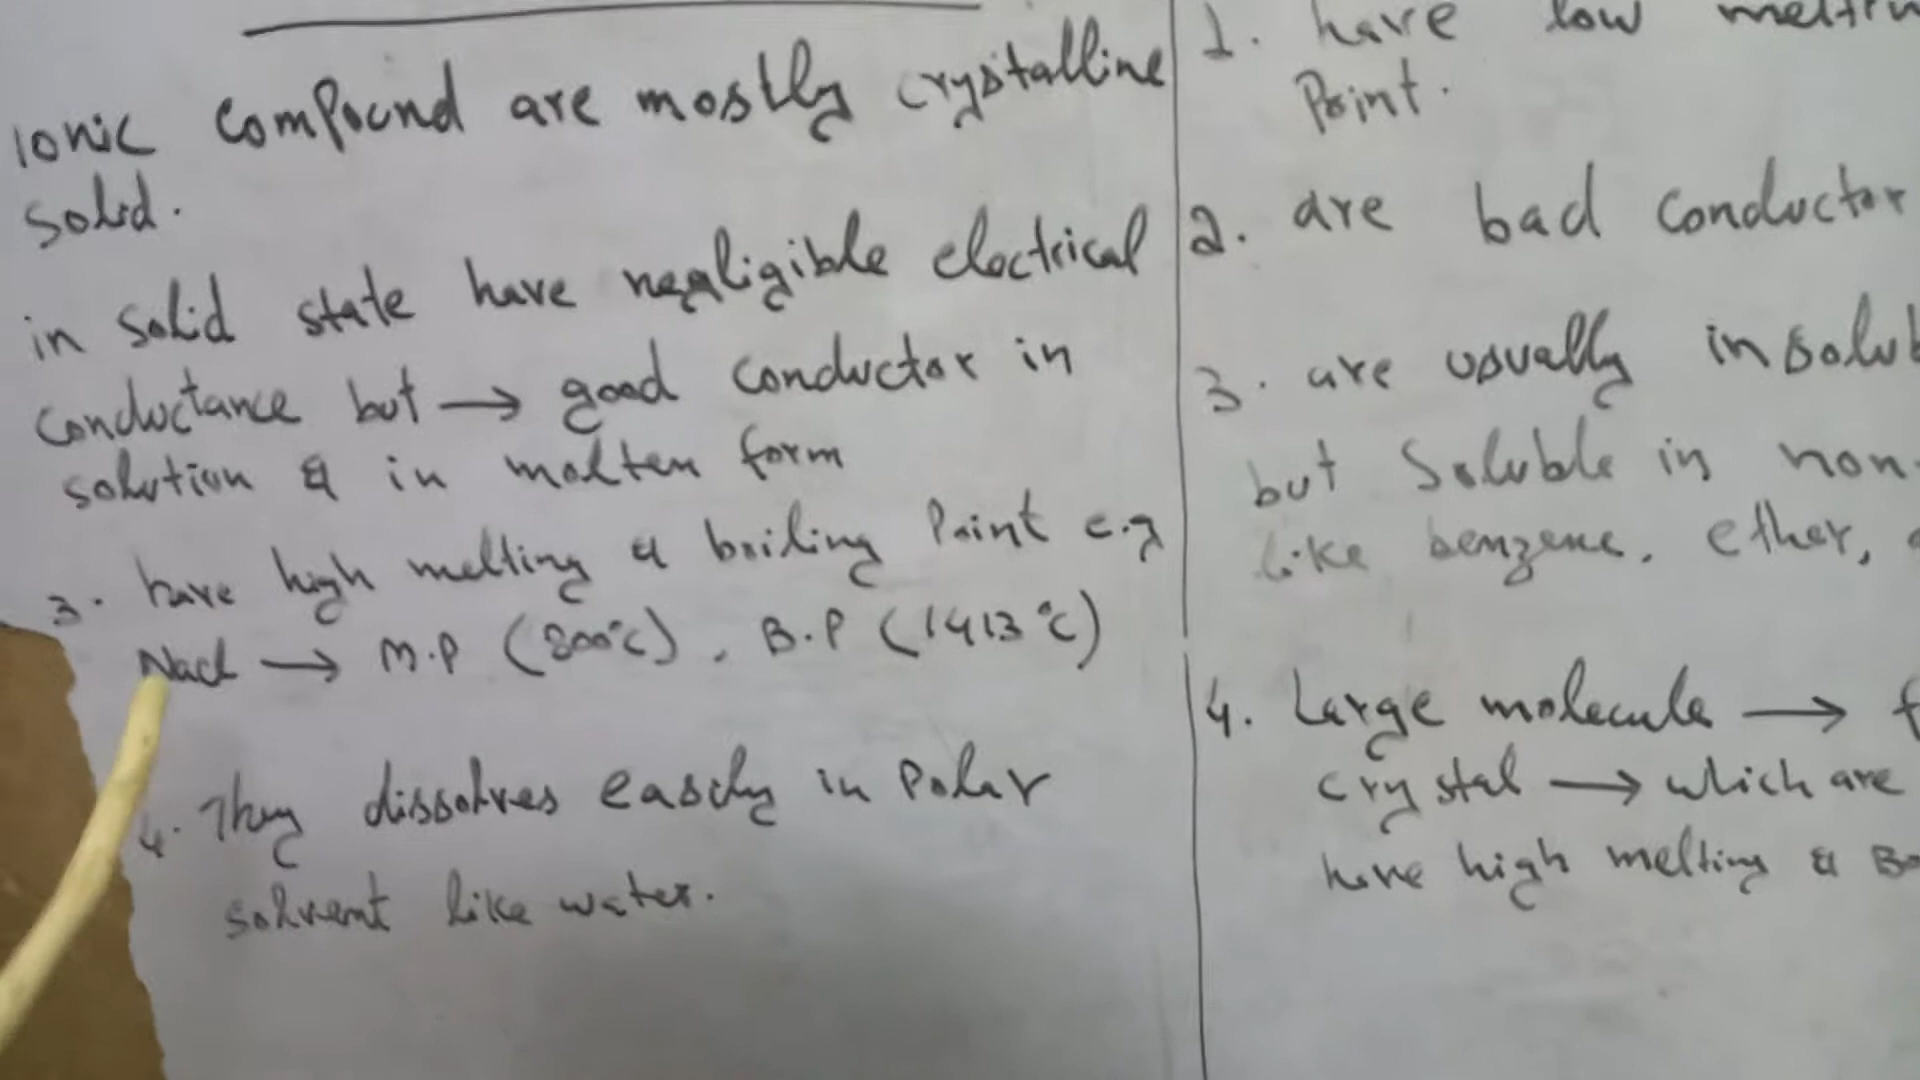 Ionic compound are mostly crystalline
solid.
in solid state have negligible electrical
conductance but → good conductor in
solution & in molten form
3. have high melting & boiling Point e.g
Nacl → M.P (800°C), B.P (1413°C)
4. They dissolves easily in Polar
solvent like water.
1. have low meltin
Point.
2. are bad conductor
3. are usually insolub
but Soluble in non-
like benzene, ether,
4. Large molecule → f
crystal → which are
have high melting & Bo